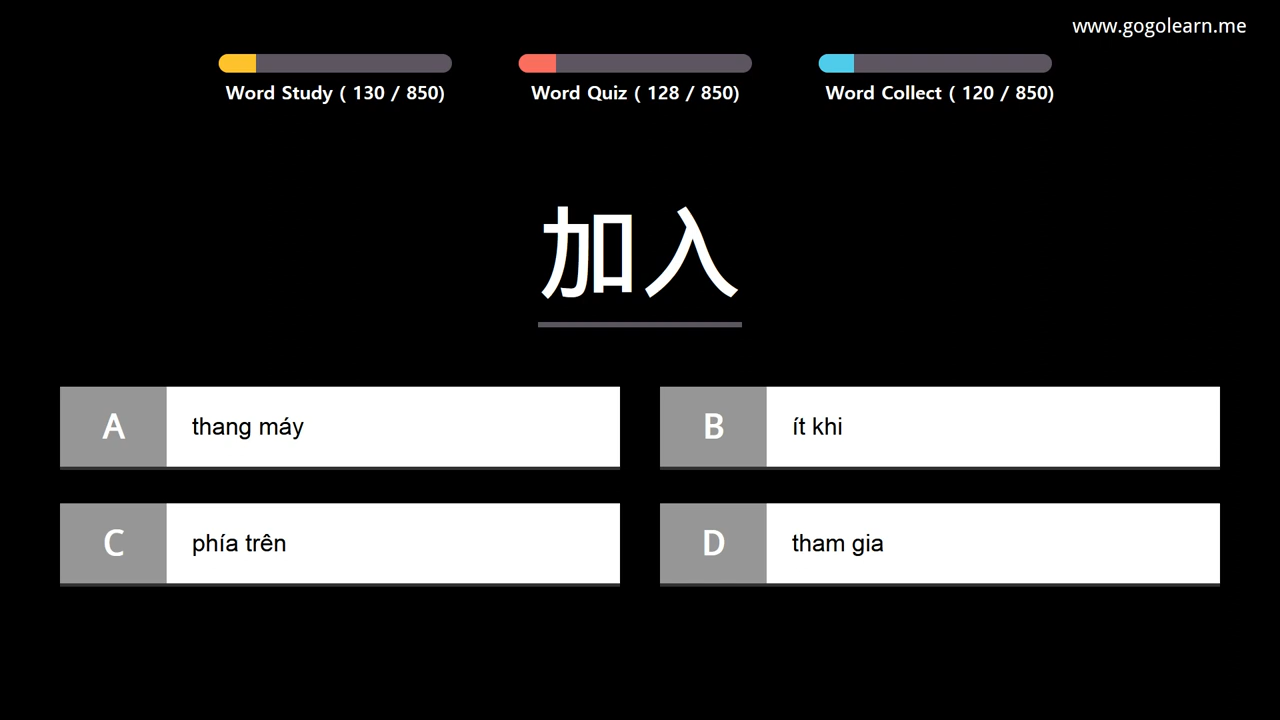 www.gogolearn.me
Word Study ( 130 / 850)
Word Quiz ( 128 / 850)
Word Collect ( 120 / 850)
加入
A thang máy
B ít khi
C phía trên
D tham gia